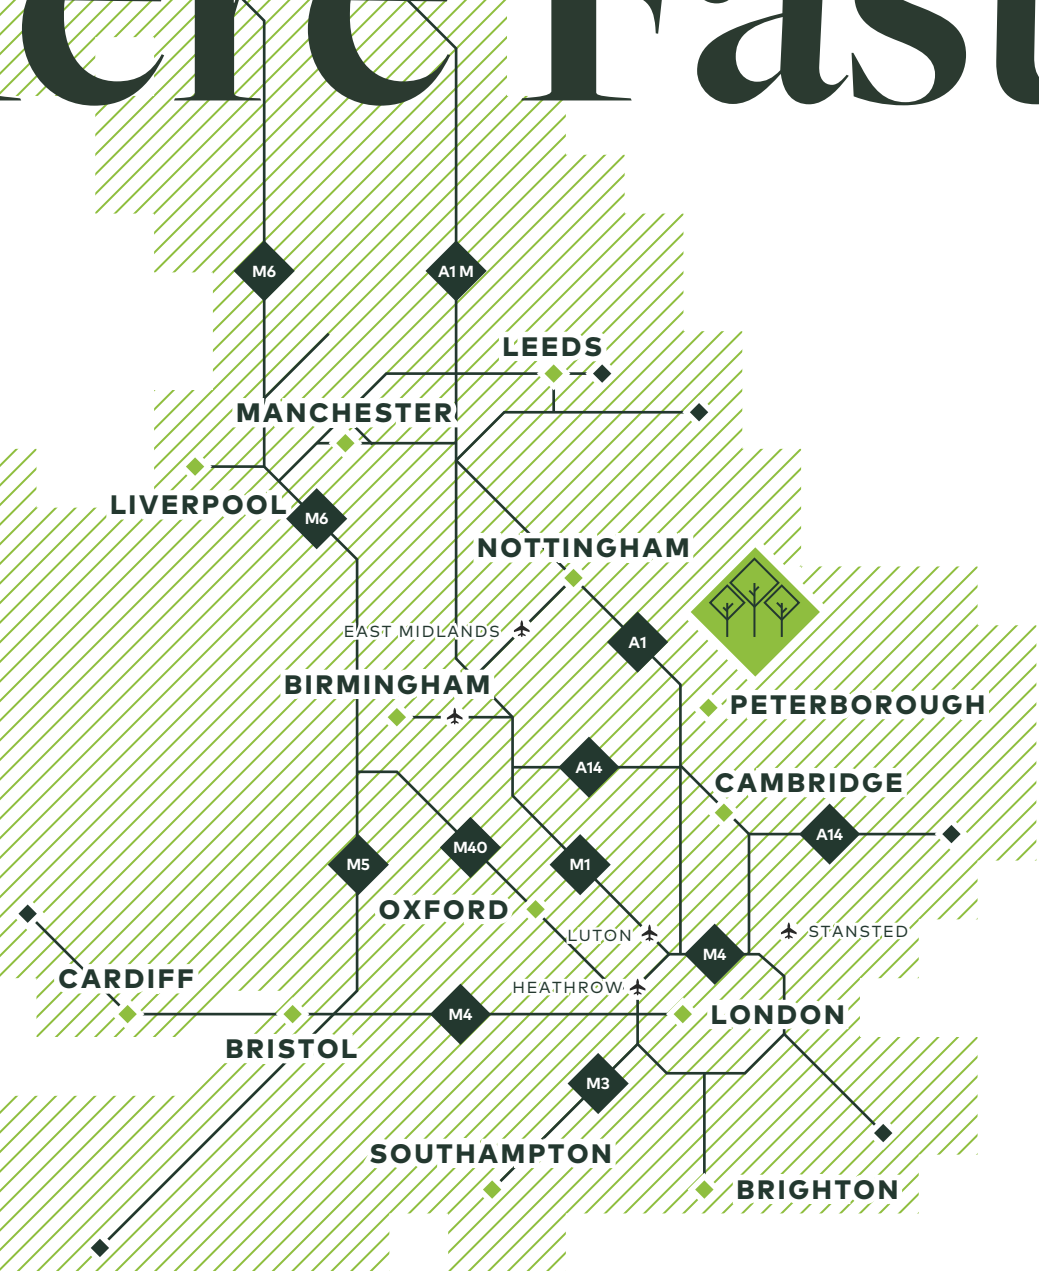 M6
A1 M
LEEDS
MANCHESTER
LIVERPOOL
M6
NOTTINGHAM
EAST MIDLANDS
A1
BIRMINGHAM
PETERBOROUGH
A14
CAMBRIDGE
A14
M40
M5
M1
OXFORD
LUTON
STANSTED
M4
CARDIFF
HEATHROW
M4
LONDON
BRISTOL
M3
SOUTHAMPTON
BRIGHTON